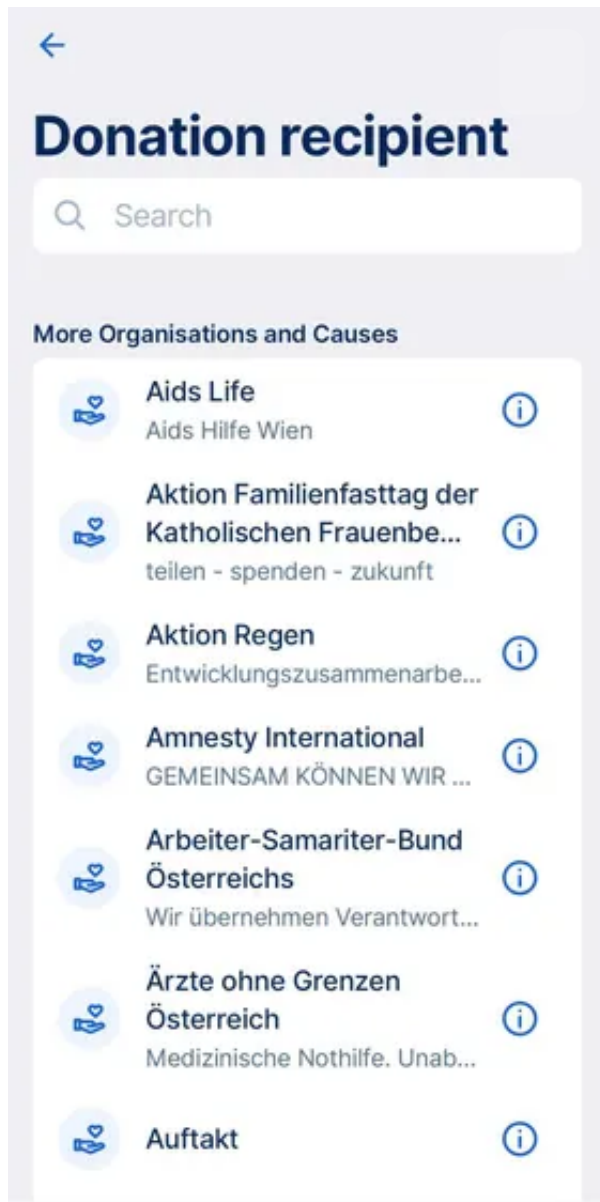 Donation recipient
Search
More Organisations and Causes
Aids Life
Aids Hilfe Wien
Aktion Familienfasttag der
Katholischen Frauenbe...
teilen - spenden - zukunft
Aktion Regen
Entwicklungszusammenarbe...
Amnesty International
GEMEINSAM KÖNNEN WIR ...
Arbeiter-Samariter-Bund
Österreichs
Wir übernehmen Verantwort...
Ärzte ohne Grenzen
Österreich
Medizinische Nothilfe. Unab...
Auftakt